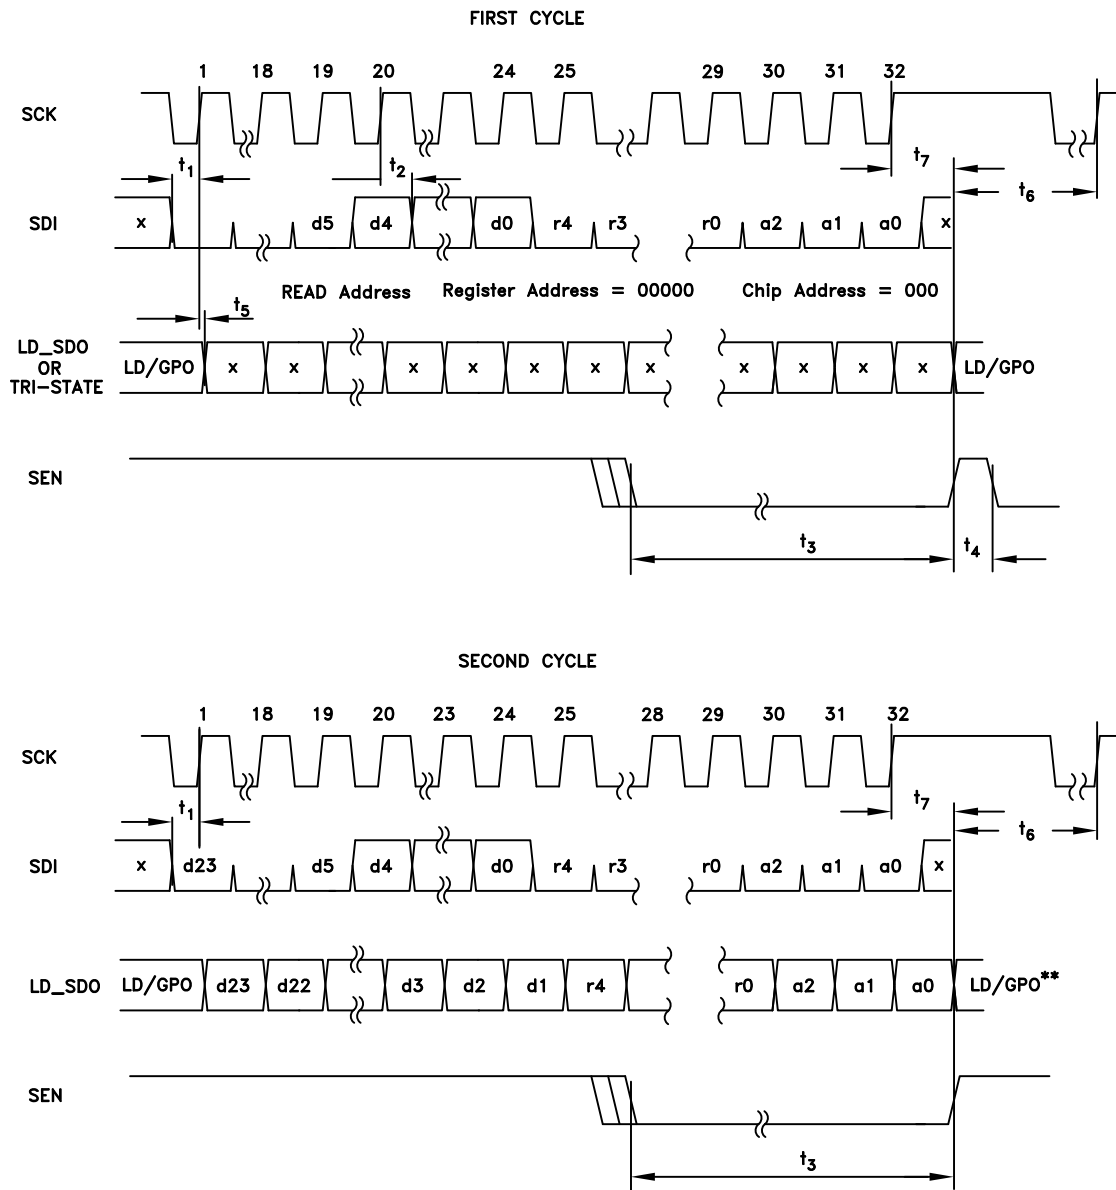 FIRST CYCLE
1 18 19 20 24 25 29 30 31 32
SCK
t1 t2 t7 t6
SDI x d5 d4 d0 r4 r3 r0 a2 a1 a0 x
READ Address Register Address = 00000 Chip Address = 000
t5
LD_SDO
OR
TRI-STATE
LD/GPO x x x x x x x x x x x LD/GPO
SEN
t3 t4
SECOND CYCLE
1 18 19 20 23 24 25 28 29 30 31 32
SCK
t1 t7 t6
SDI x d23 d5 d4 d0 r4 r3 r0 a2 a1 a0 x
LD_SDO LD/GPO d23 d22 d3 d2 d1 r4 r0 a2 a1 a0 LD/GPO**
SEN
t3